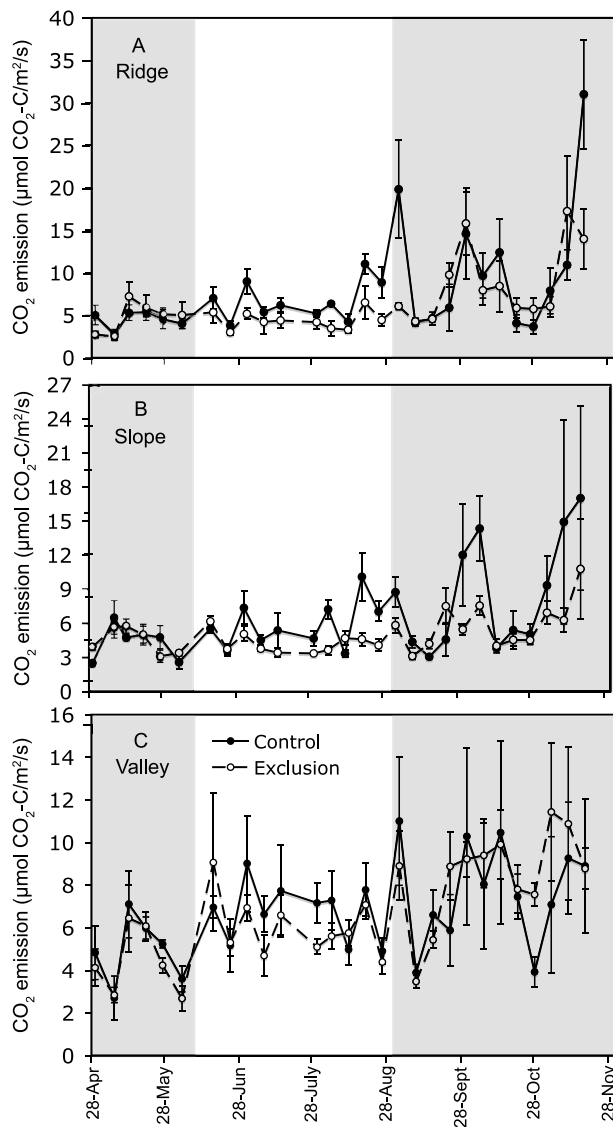 A
Ridge
CO₂ emission (µmol CO₂-C/m²/s)
40
35
30
25
20
15
10
5
0
B
Slope
CO₂ emission (µmol CO₂-C/m²/s)
27
24
21
18
15
12
9
6
3
0
C
Valley
Control
Exclusion
CO₂ emission (µmol CO₂-C/m²/s)
16
14
12
10
8
6
4
2
0
28-Apr
28-May
28-Jun
28-July
28-Aug
28-Sept
28-Oct
28-Nov